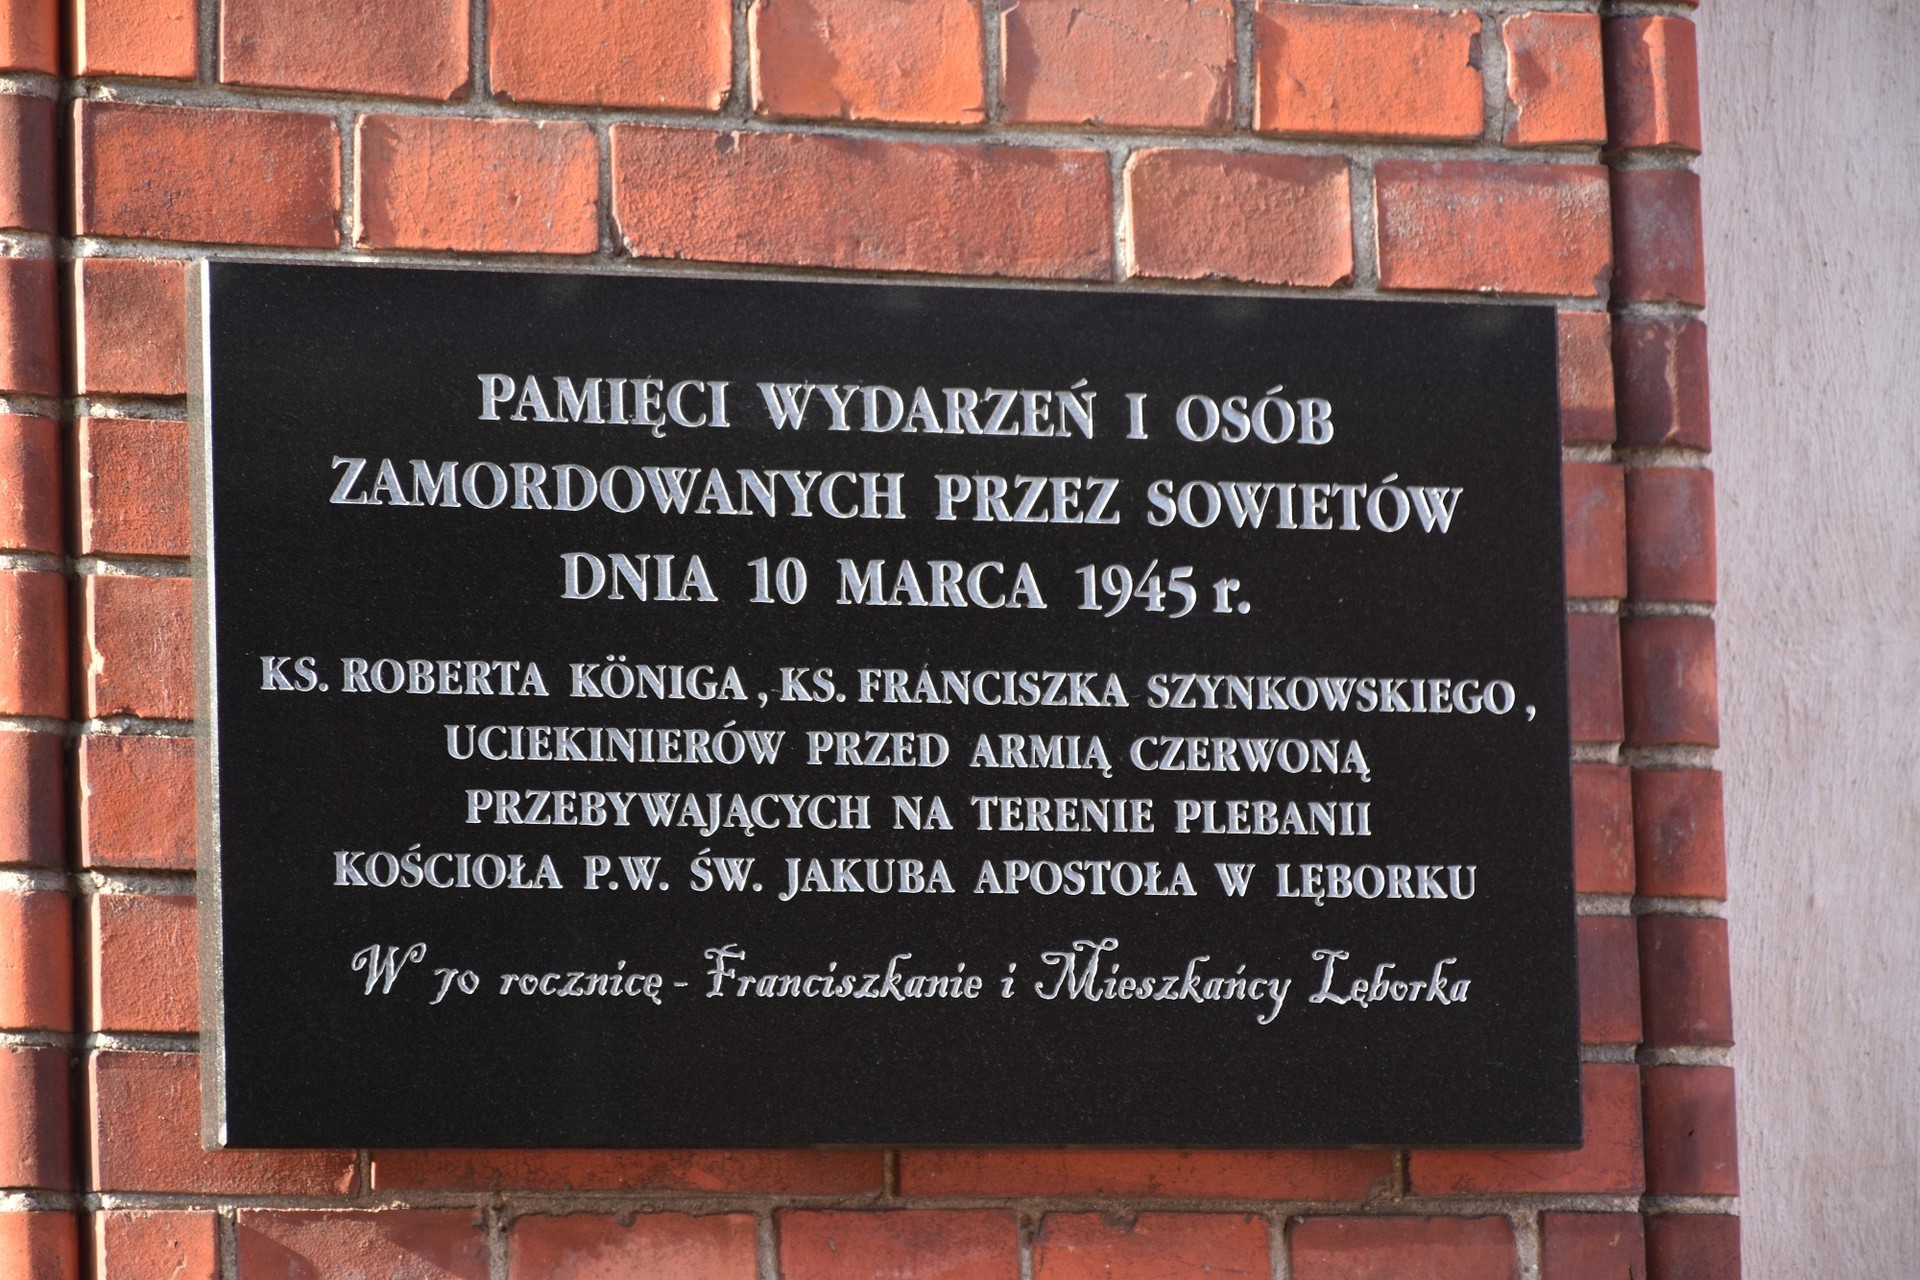 PAMIĘCI WYDARZEŃ I OSÓB
ZAMORDOWANYCH PRZEZ SOWIETÓW
DNIA 10 MARCA 1945 r.
KS. ROBERTA KÖNIGA, KS. FRANCISZKA SZYNKOWSKIEGO,
UCIEKINIERÓW PRZED ARMIĄ CZERWONĄ
PRZEBYWAJĄCYCH NA TERENIE PLEBANII
KOŚCIOŁA P.W. ŚW. JAKUBA APOSTOŁA W LĘBORKU
W 70 rocznicę - Franciszkanie i Mieszkańcy Lęborka